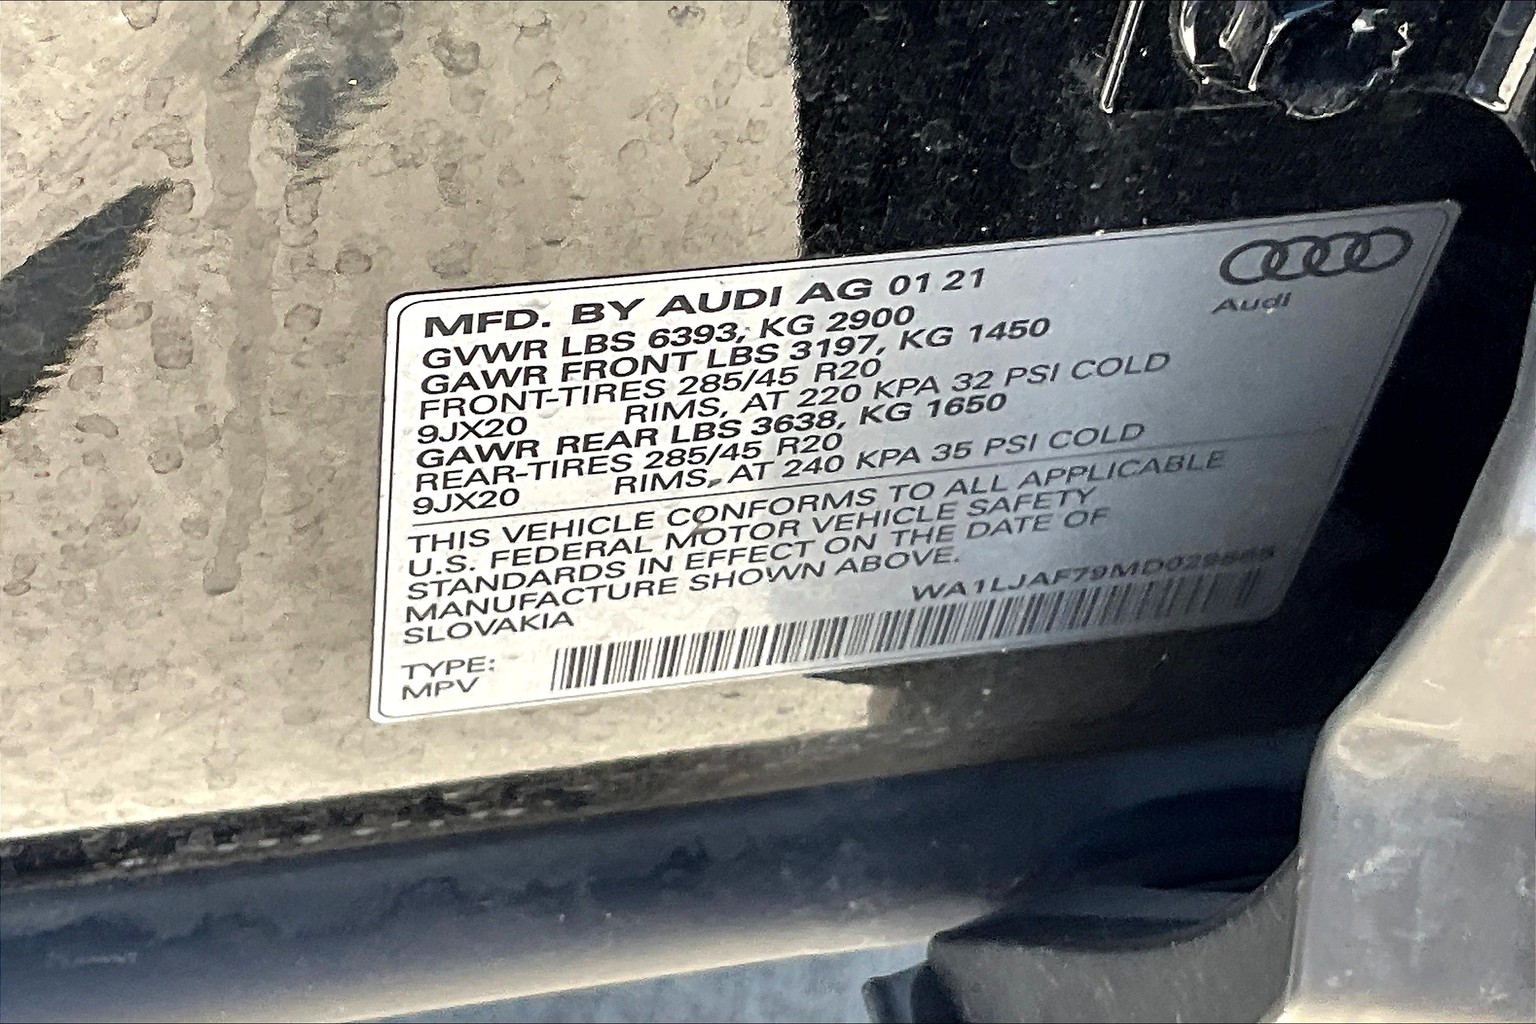 MFD. BY AUDI AG 01 21
GVWR LBS 6393, KG 2900
GAWR FRONT LBS 3197, KG 1450
FRONT-TIRES 285/45 R20
9JX20 RIMS, AT 220 KPA 32 PSI COLD
GAWR REAR LBS 3638, KG 1650
REAR-TIRES 285/45 R20
9JX20 RIMS, AT 240 KPA 35 PSI COLD
THIS VEHICLE CONFORMS TO ALL APPLICABLE
U.S. FEDERAL MOTOR VEHICLE SAFETY
STANDARDS IN EFFECT ON THE DATE OF
MANUFACTURE SHOWN ABOVE.
SLOVAKIA
TYPE:
MPV
Audi